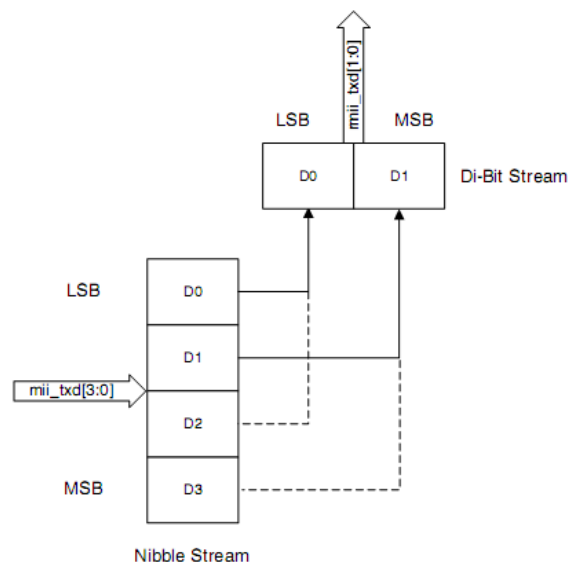 rmii_txd[1:0]
LSB MSB
D0 D1 Di-Bit Stream
LSB D0
D1
mii_txd[3:0]
D2
MSB D3
Nibble Stream